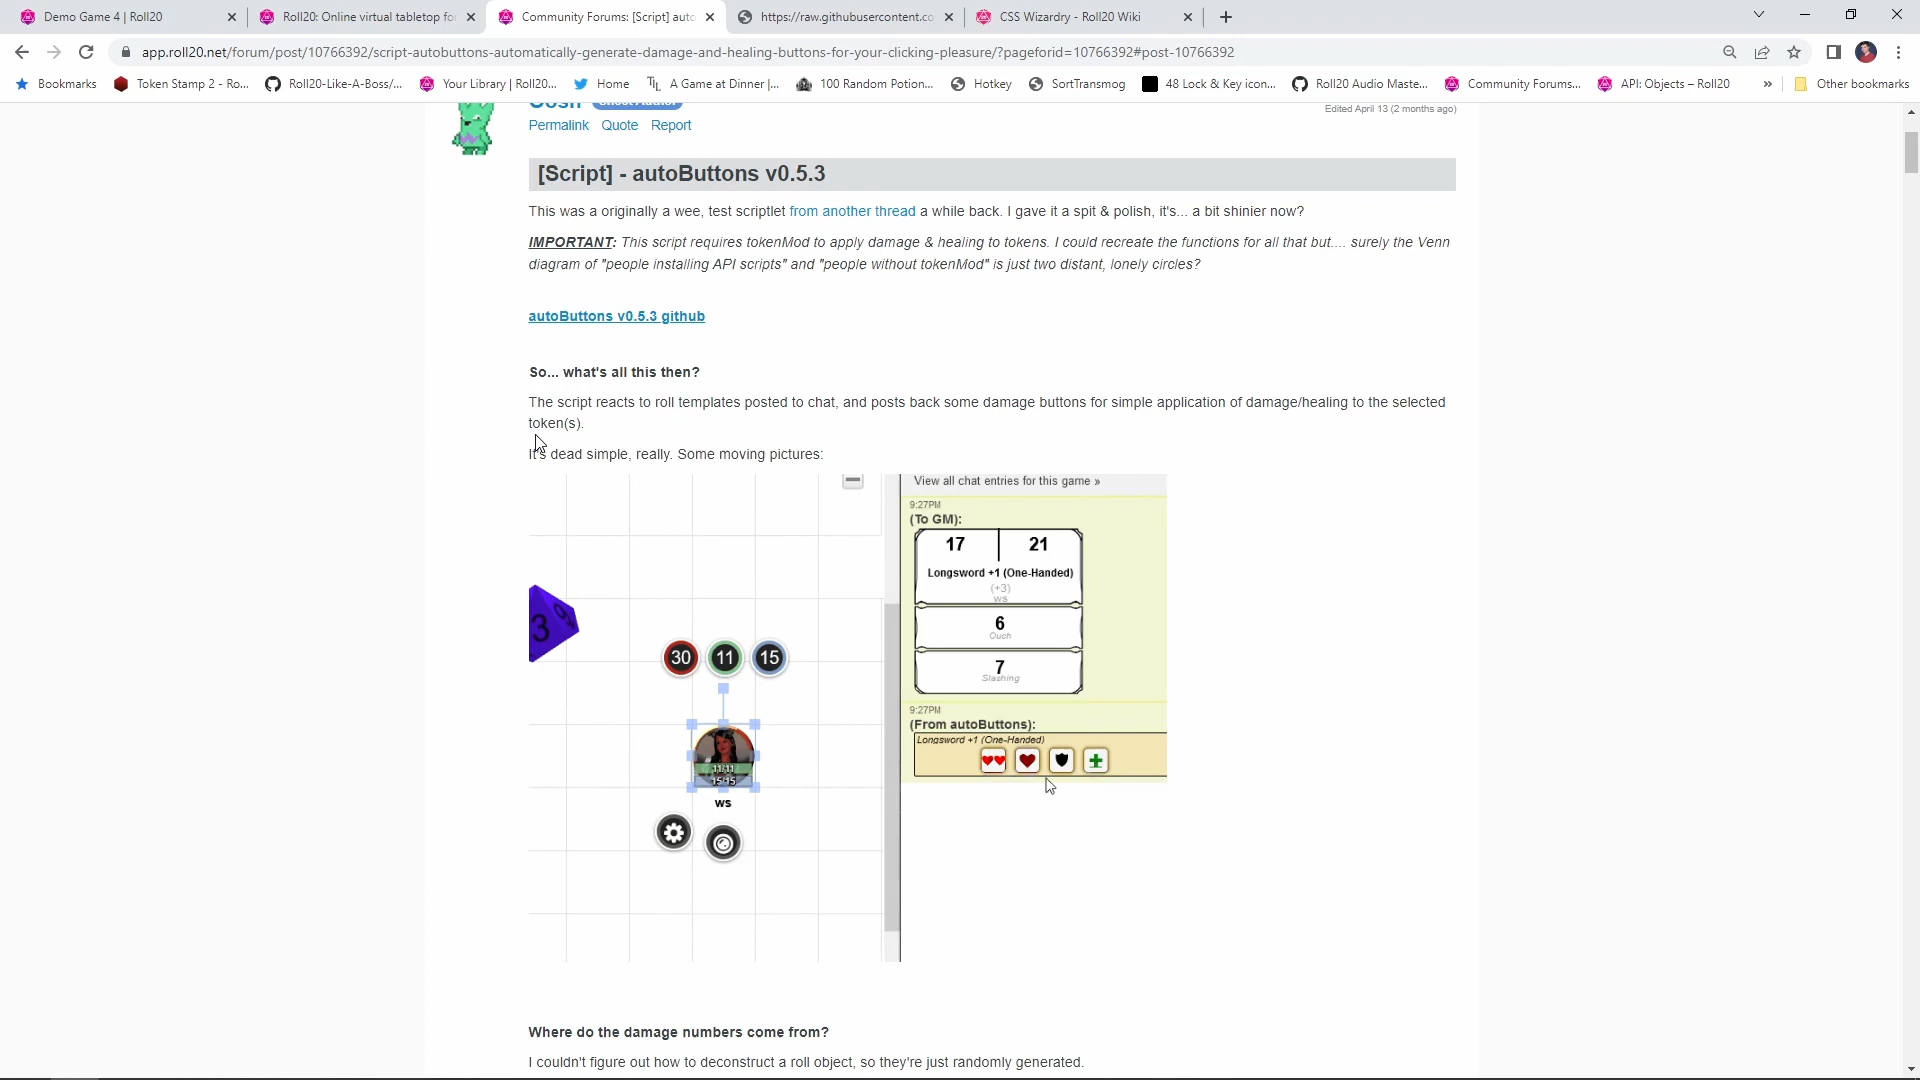 Demo Game 4 | Roll20
Roll20: Online virtual tabletop for
Community Forums: [Script] auto
https://raw.githubusercontent.co
CSS Wizardry - Roll20 Wiki
app.roll20.net/forum/post/10766392/script-autobuttons-automatically-generate-damage-and-healing-buttons-for-your-clicking-pleasure/?pageforid=10766392#post-10766392
Bookmarks
Token Stamp 2 - Ro...
Roll20-Like-A-Boss/...
Your Library | Roll20...
Home
A Game at Dinner |...
100 Random Potion...
Hotkey
SortTransmog
48 Lock & Key icon...
Roll20 Audio Maste...
Community Forums...
API: Objects – Roll20
»
Other bookmarks
Edited April 13 (2 months ago)
Permalink Quote Report
[Script] - autoButtons v0.5.3
This was a originally a wee, test scriptlet from another thread a while back. I gave it a spit & polish, it's... a bit shinier now?
IMPORTANT: This script requires tokenMod to apply damage & healing to tokens. I could recreate the functions for all that but.... surely the Venn
diagram of "people installing API scripts" and "people without tokenMod" is just two distant, lonely circles?
autoButtons v0.5.3 github
So... what's all this then?
The script reacts to roll templates posted to chat, and posts back some damage buttons for simple application of damage/healing to the selected
token(s).
It's dead simple, really. Some moving pictures:
View all chat entries for this game »
9:27PM
(To GM):
17 21
Longsword +1 (One-Handed)
(+3)
ws
6
Ouch
7
Slashing
9:27PM
(From autoButtons):
Longsword +1 (One-Handed)
3
30 11 15
11/11
15/15
ws
Where do the damage numbers come from?
I couldn't figure out how to deconstruct a roll object, so they're just randomly generated.